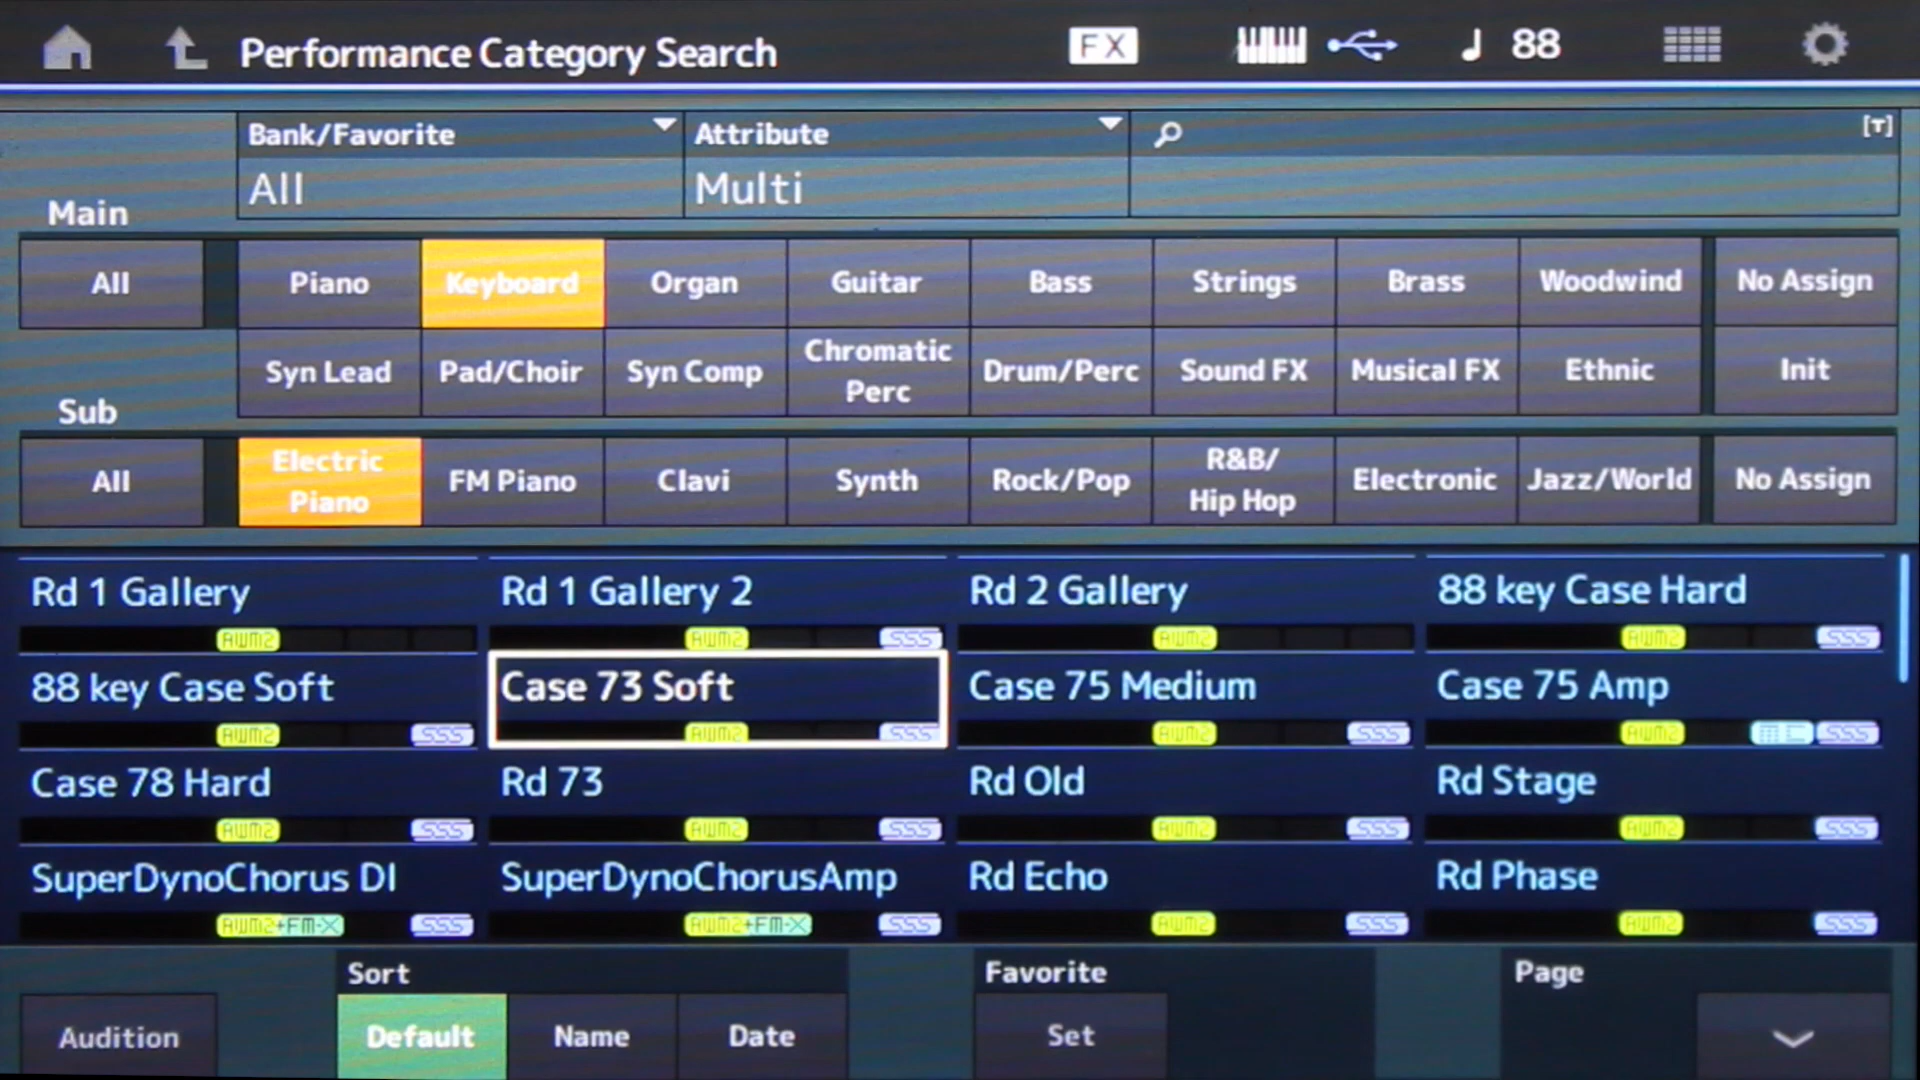 Performance Category Search
FX
88
Bank/Favorite
Attribute
[T]
All
Multi
Main
All
Piano
Keyboard
Organ
Guitar
Bass
Strings
Brass
Woodwind
No Assign
Syn Lead
Pad/Choir
Syn Comp
Chromatic
Perc
Drum/Perc
Sound FX
Musical FX
Ethnic
Init
Sub
All
Electric
Piano
FM Piano
Clavi
Synth
Rock/Pop
R&B/
Hip Hop
Electronic
Jazz/World
No Assign
Rd 1 Gallery
Rd 1 Gallery 2
Rd 2 Gallery
88 key Case Hard
AWM2
AWM2
SSS
AWM2
AWM2
SSS
88 key Case Soft
Case 73 Soft
Case 75 Medium
Case 75 Amp
AWM2
SSS
AWM2
SSS
AWM2
SSS
AWM2
SSS
Case 78 Hard
Rd 73
Rd Old
Rd Stage
AWM2
SSS
AWM2
SSS
AWM2
SSS
AWM2
SSS
SuperDynoChorus DI
SuperDynoChorusAmp
Rd Echo
Rd Phase
AWM2+FM-X
SSS
AWM2+FM-X
SSS
AWM2
SSS
AWM2
SSS
Sort
Favorite
Page
Audition
Default
Name
Date
Set